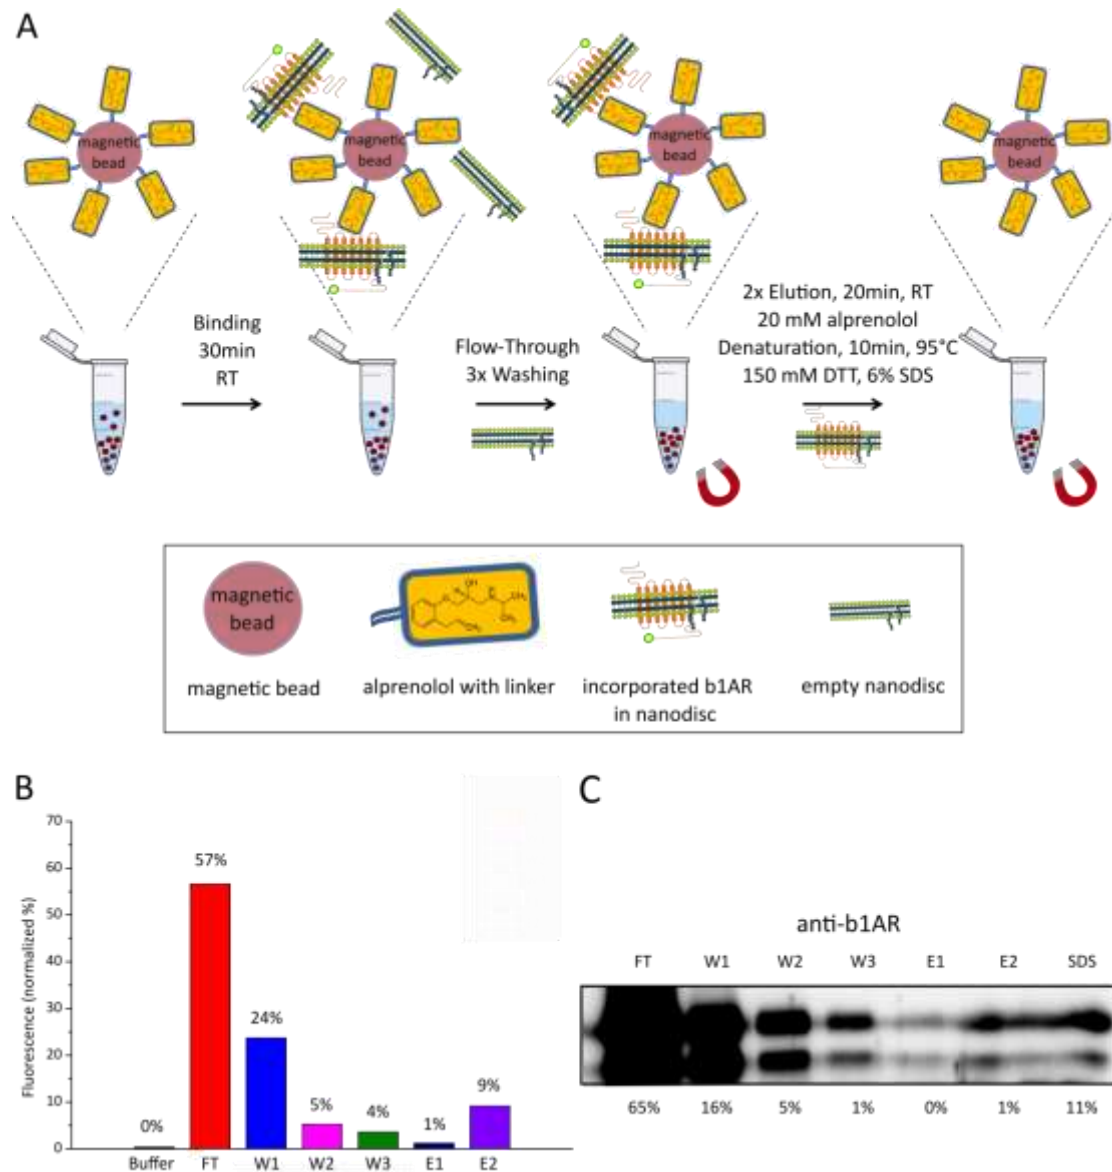 A
magnetic
bead
magnetic
bead
magnetic
bead
magnetic
bead
Binding
30min
RT
Flow-Through
3x Washing
2x Elution, 20min, RT
20 mM alprenolol
Denaturation, 10min, 95°C
150 mM DTT, 6% SDS
magnetic
bead
OH
CH₃
magnetic bead
alprenolol with linker
incorporated b1AR
in nanodisc
empty nanodisc
B
Fluorescence (normalized %)
70
60
50
40
30
20
10
0
0%
57%
24%
5%
4%
1%
9%
Buffer
FT
W1
W2
W3
E1
E2
C
anti-b1AR
FT W1 W2 W3 E1 E2 SDS
65% 16% 5% 1% 0% 1% 11%